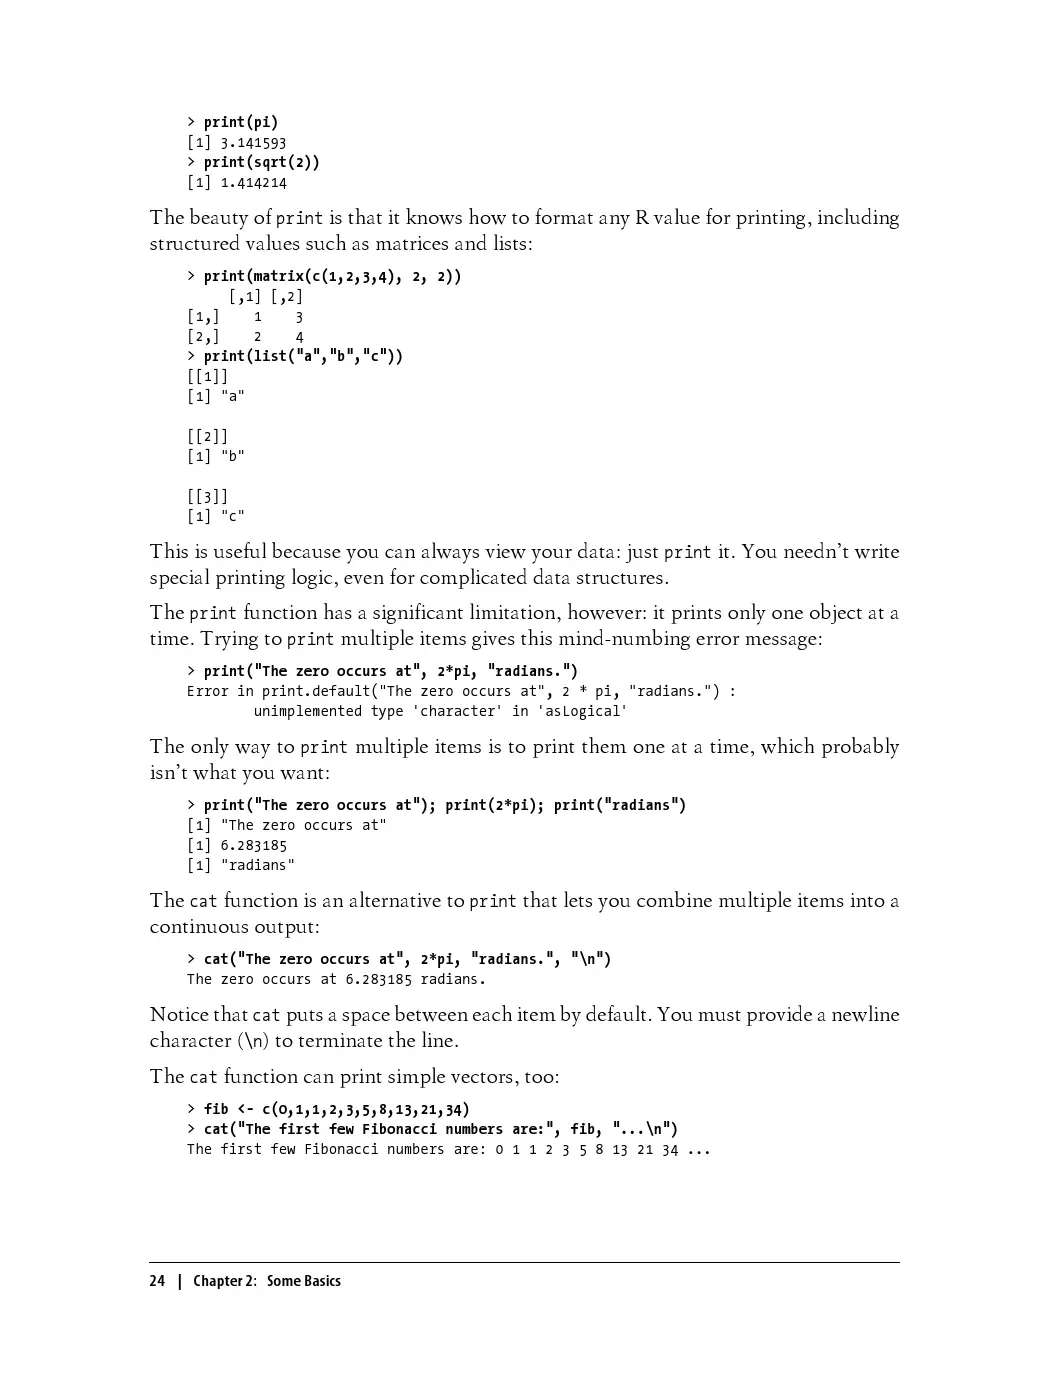 > print(pi)
[1] 3.141593
> print(sqrt(2))
[1] 1.414214
The beauty of print is that it knows how to format any R value for printing, including
structured values such as matrices and lists:
> print(matrix(c(1,2,3,4), 2, 2))
     [,1] [,2]
[1,]    1    3
[2,]    2    4
> print(list("a","b","c"))
[[1]]
[1] "a"

[[2]]
[1] "b"

[[3]]
[1] "c"
This is useful because you can always view your data: just print it. You needn’t write
special printing logic, even for complicated data structures.
The print function has a significant limitation, however: it prints only one object at a
time. Trying to print multiple items gives this mind-numbing error message:
> print("The zero occurs at", 2*pi, "radians.")
Error in print.default("The zero occurs at", 2 * pi, "radians.") :
        unimplemented type 'character' in 'asLogical'
The only way to print multiple items is to print them one at a time, which probably
isn’t what you want:
> print("The zero occurs at"); print(2*pi); print("radians")
[1] "The zero occurs at"
[1] 6.283185
[1] "radians"
The cat function is an alternative to print that lets you combine multiple items into a
continuous output:
> cat("The zero occurs at", 2*pi, "radians.", "\n")
The zero occurs at 6.283185 radians.
Notice that cat puts a space between each item by default. You must provide a newline
character (\n) to terminate the line.
The cat function can print simple vectors, too:
> fib <- c(0,1,1,2,3,5,8,13,21,34)
> cat("The first few Fibonacci numbers are:", fib, "...\n")
The first few Fibonacci numbers are: 0 1 1 2 3 5 8 13 21 34 ...
24 | Chapter 2: Some Basics